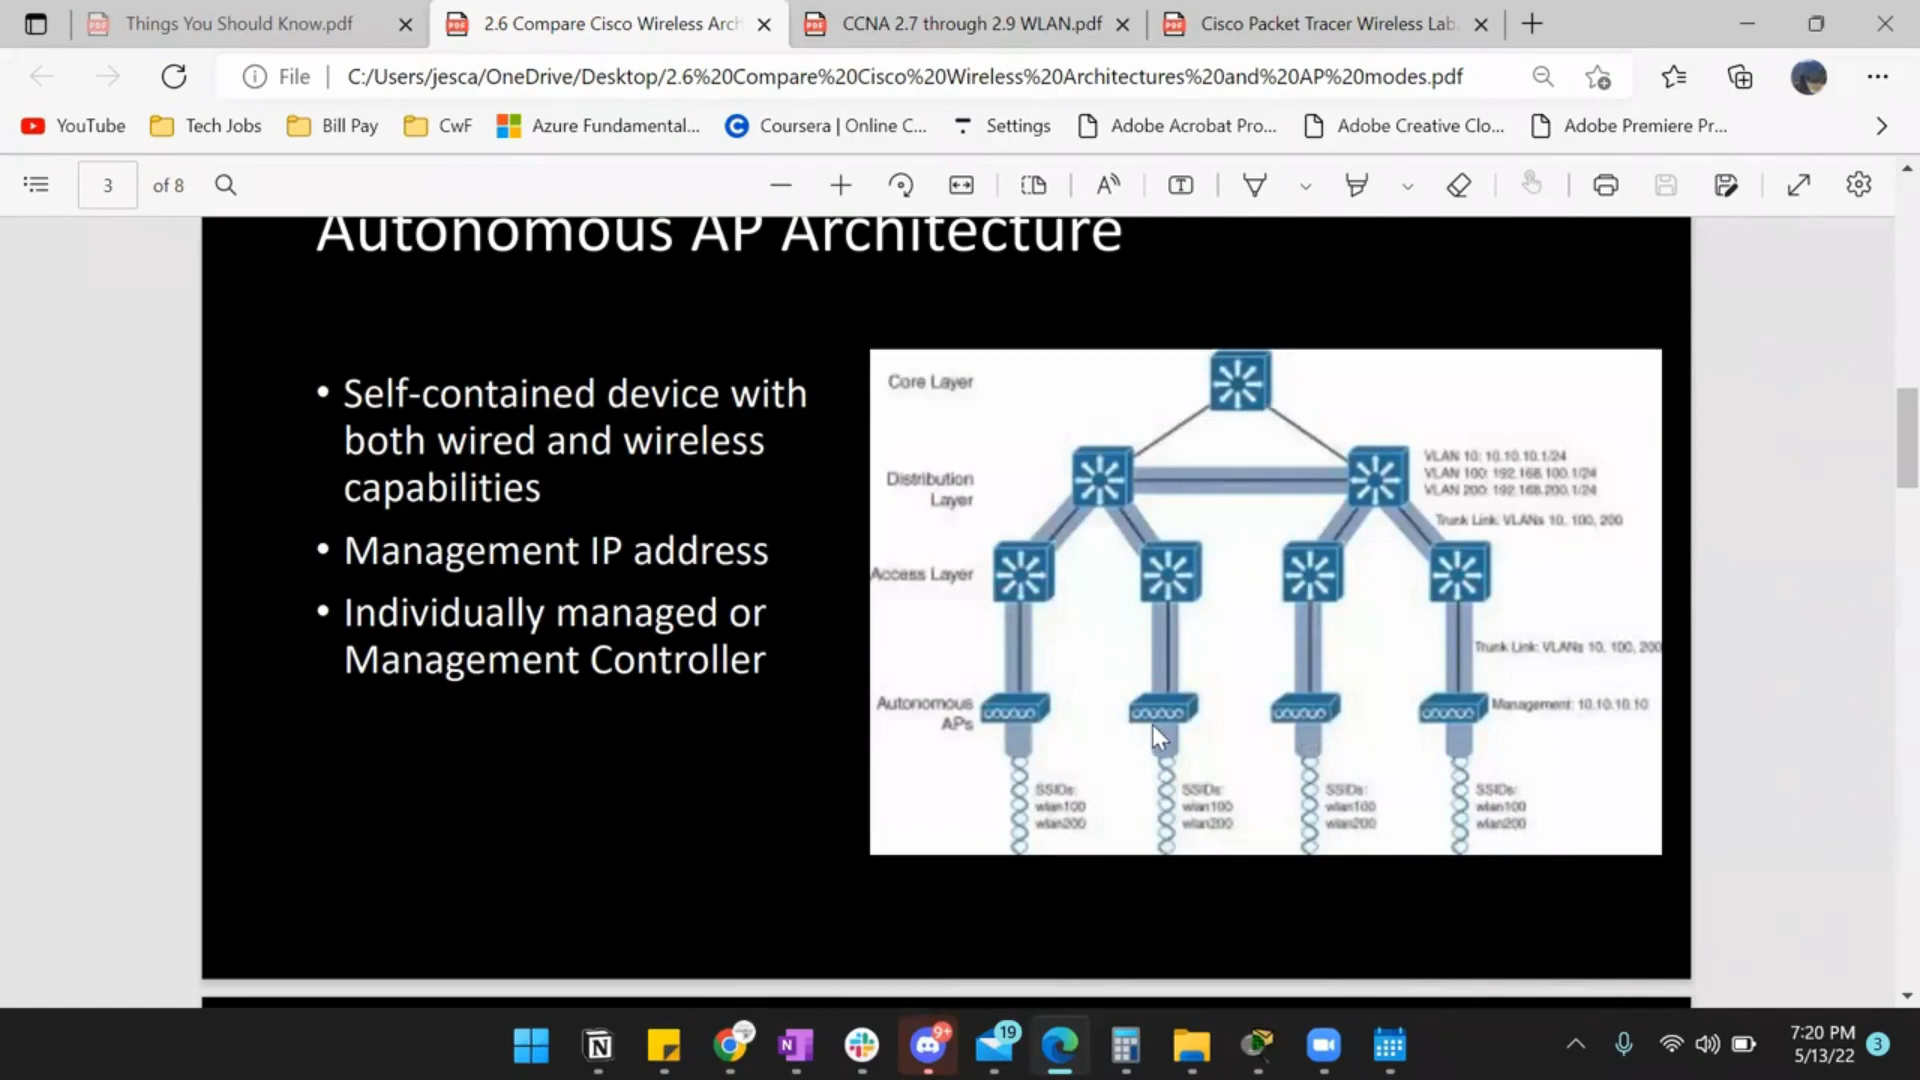 Things You Should Know.pdf
2.6 Compare Cisco Wireless Arch
CCNA 2.7 through 2.9 WLAN.pdf
Cisco Packet Tracer Wireless Lab.
File
C:/Users/jesca/OneDrive/Desktop/2.6%20Compare%20Cisco%20Wireless%20Architectures%20and%20AP%20modes.pdf
YouTube
Tech Jobs
Bill Pay
CwF
Azure Fundamental...
Coursera | Online C...
Settings
Adobe Acrobat Pro...
Adobe Creative Clo...
Adobe Premiere Pr...
3 of 8
Autonomous AP Architecture
• Self-contained device with
both wired and wireless
capabilities
• Management IP address
• Individually managed or
Management Controller
Core Layer
Distribution
Layer
VLAN 10: 10.10.10.1/24
VLAN 100: 192.168.100.1/24
VLAN 200: 192.168.200.1/24
Trunk Link: VLANs 10, 100, 200
Access Layer
Trunk Link: VLANs 10, 100, 200
Autonomous
APs
Management: 10.10.10.10
SSIDs:
wlan100
wlan200
SSIDs:
wlan100
wlan200
SSIDs:
wlan100
wlan200
SSIDs:
wlan100
wlan200
9+
19
7:20 PM
5/13/22
3